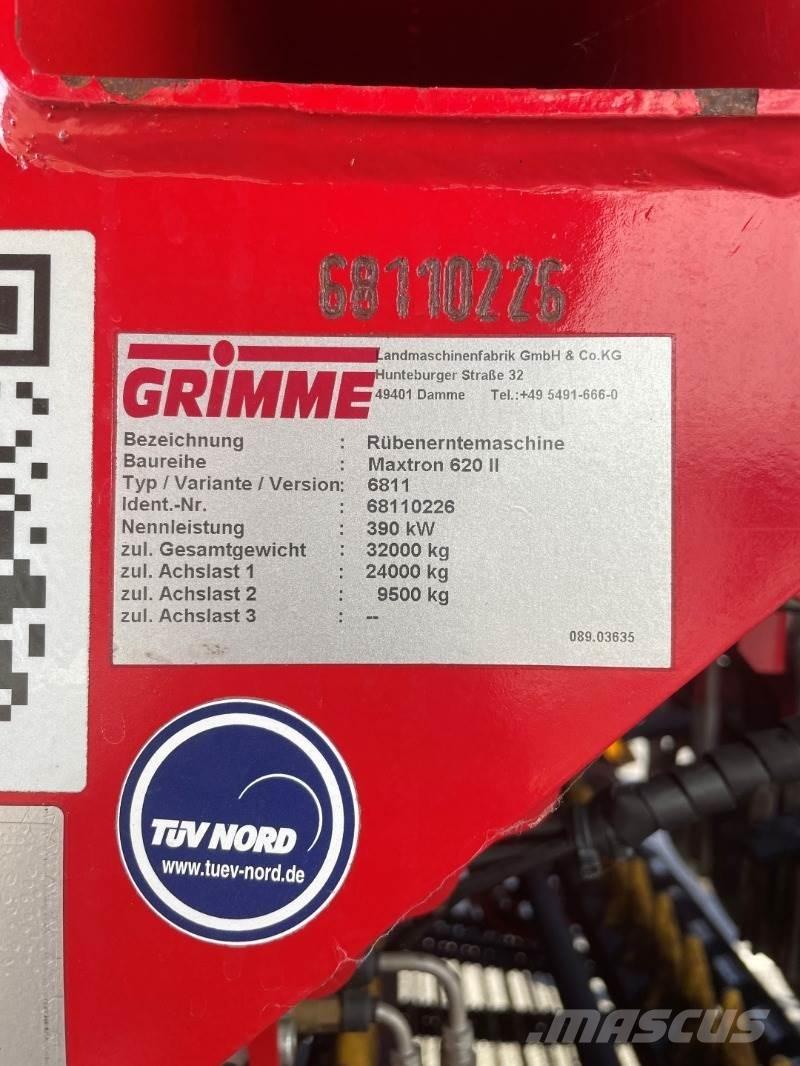 68110226
GRIMME
Landmaschinenfabrik GmbH & Co.KG
Hunteburger Straße 32
49401 Damme Tel.:+49 5491-666-0
Bezeichnung : Rübenerntemaschine
Baureihe : Maxtron 620 II
Typ / Variante / Version: 6811
Ident.-Nr. : 68110226
Nennleistung : 390 kW
zul. Gesamtgewicht : 32000 kg
zul. Achslast 1 : 24000 kg
zul. Achslast 2 : 9500 kg
zul. Achslast 3 : --
089.03635
TÜV NORD
www.tuev-nord.de
MASCUS